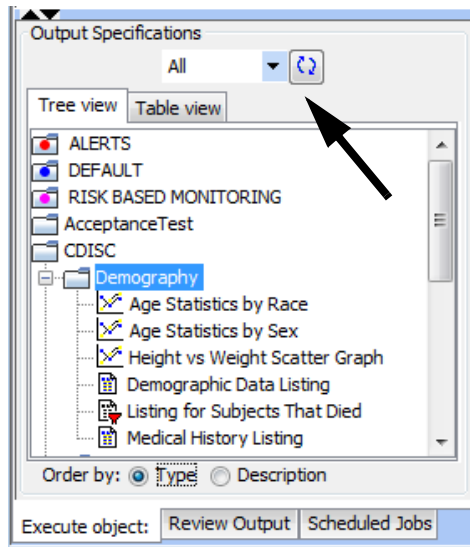 Output Specifications
All
Tree view Table view
ALERTS
DEFAULT
RISK BASED MONITORING
AcceptanceTest
CDISC
Demography
Age Statistics by Race
Age Statistics by Sex
Height vs Weight Scatter Graph
Demographic Data Listing
Listing for Subjects That Died
Medical History Listing
Order by: Type Description
Execute object: Review Output Scheduled Jobs